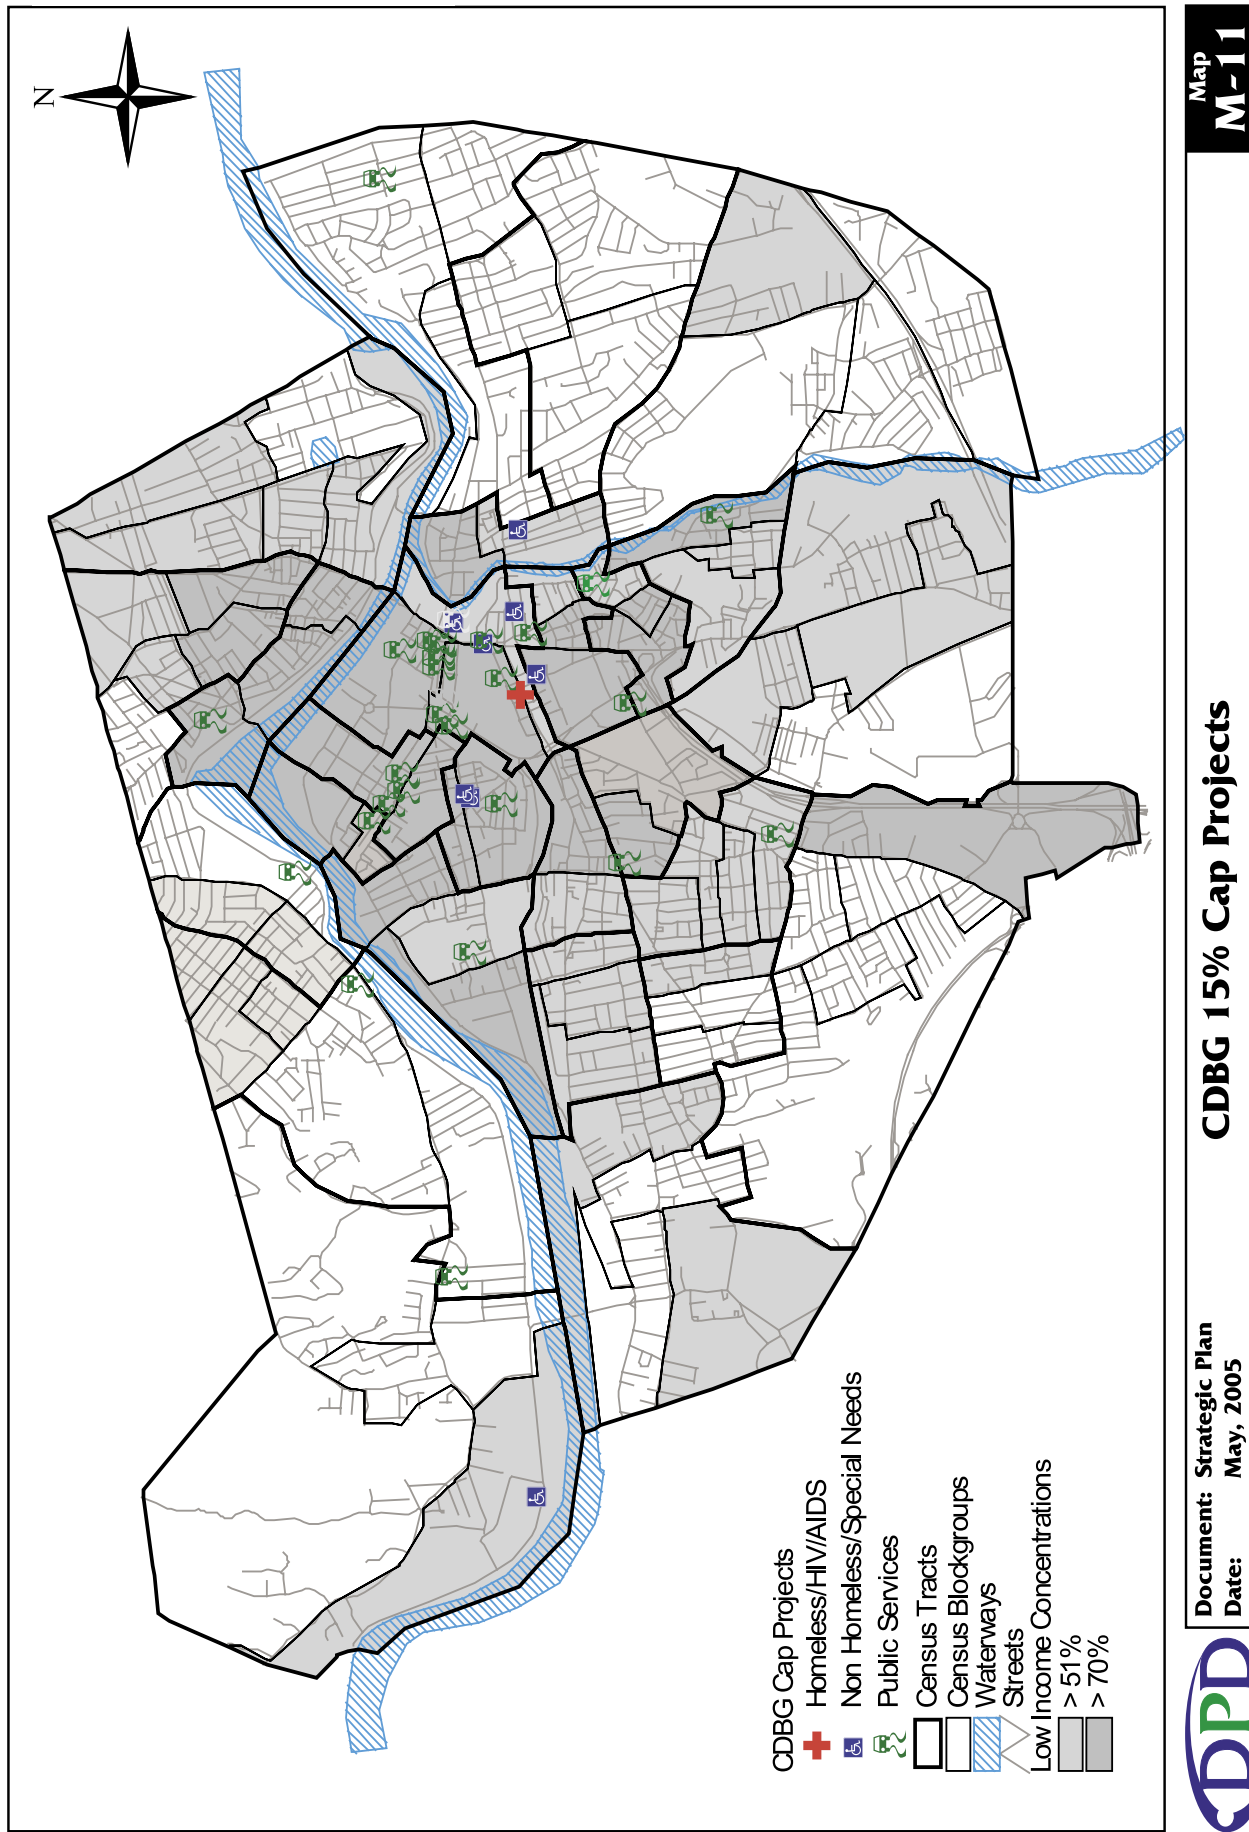 N
CDBG Cap Projects
Homeless/HIV/AIDS
Non Homeless/Special Needs
Public Services
Census Tracts
Census Blockgroups
Waterways
Streets
Low Income Concentrations
> 51%
> 70%
DPD
Document: Strategic Plan
Date: May, 2005
CDBG 15% Cap Projects
Map
M-11